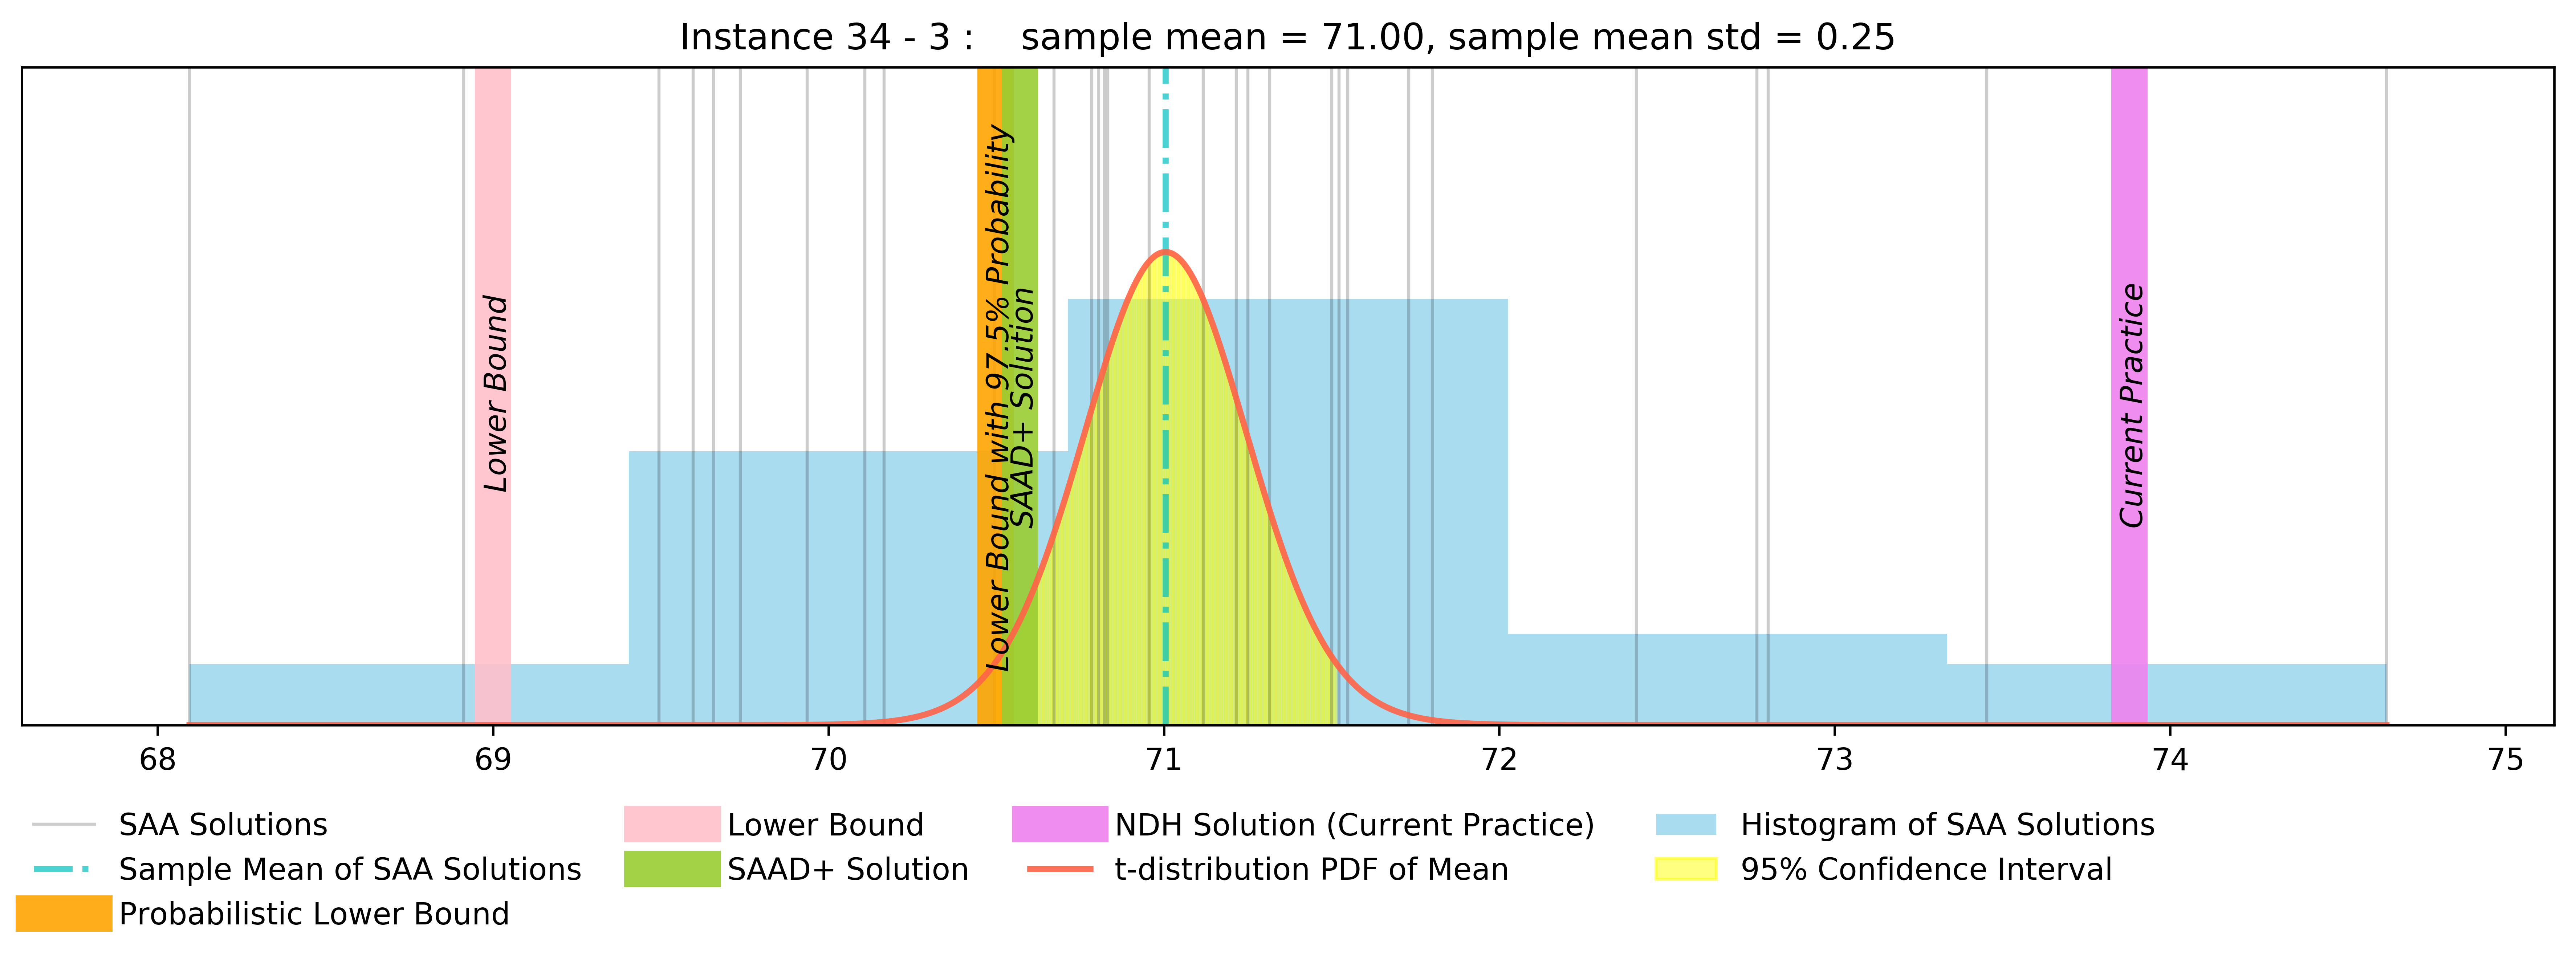 Instance 34 - 3 :    sample mean = 71.00, sample mean std = 0.25
Lower Bound
Lower Bound with 97.5% Probability
SAAD+ Solution
Current Practice
68 69 70 71 72 73 74 75
SAA Solutions
Sample Mean of SAA Solutions
Probabilistic Lower Bound
Lower Bound
SAAD+ Solution
NDH Solution (Current Practice)
t-distribution PDF of Mean
Histogram of SAA Solutions
95% Confidence Interval